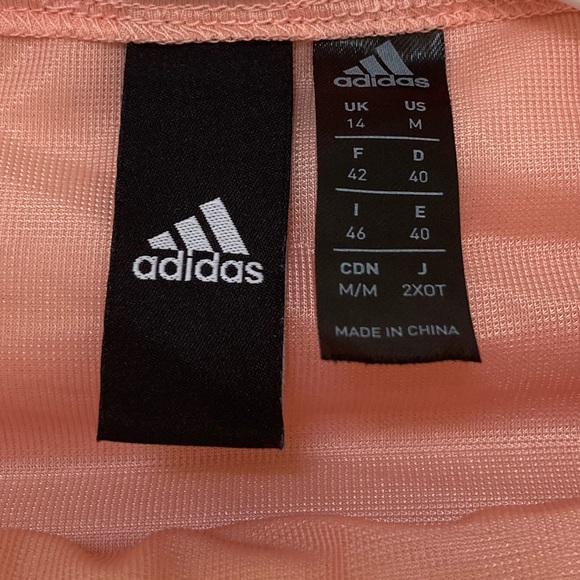 adidas
adidas
UK US
14 M
F D
42 40
I E
46 40
CDN J
M/M 2XOT
MADE IN CHINA